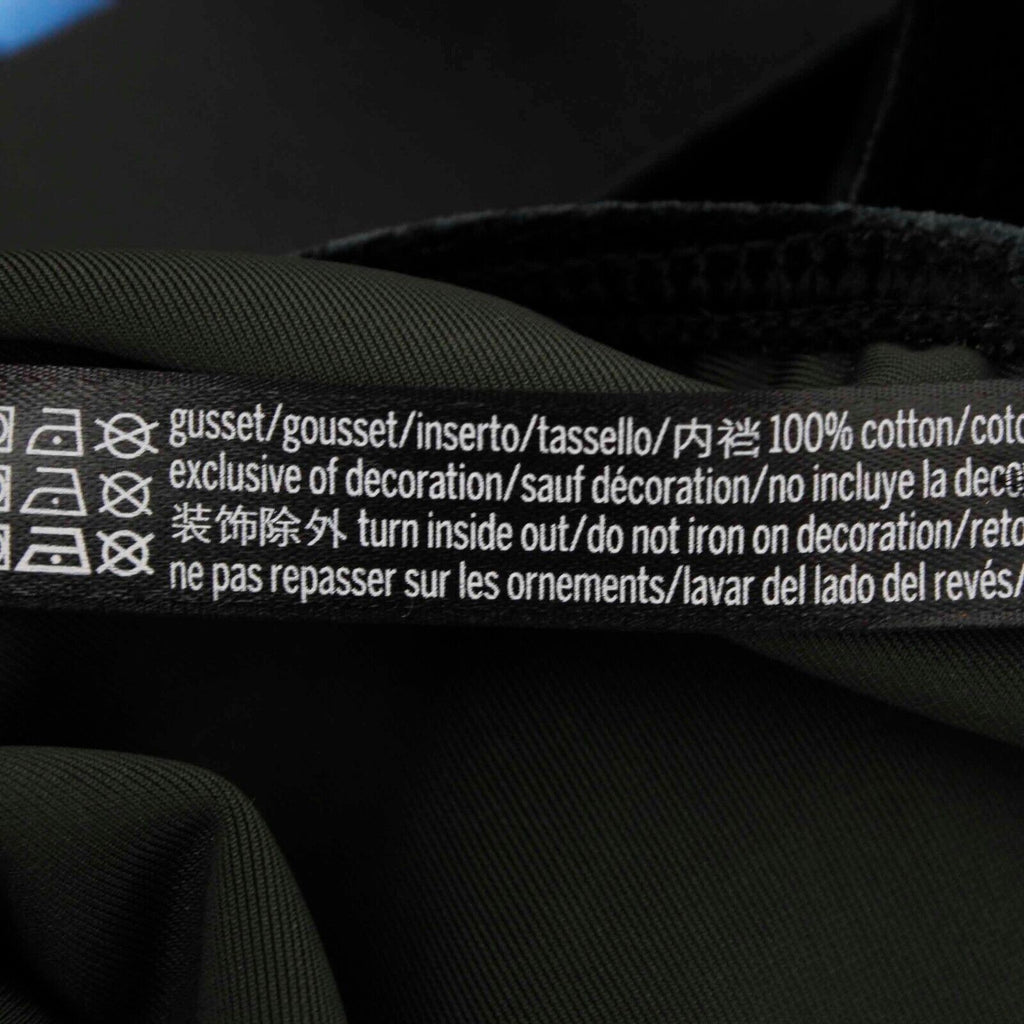 gusset/gousset/inserto/tassello/内裆 100% cotton/coto
exclusive of decoration/sauf décoration/no incluye la deco
装饰除外 turn inside out/do not iron on decoration/reto
ne pas repasser sur les ornements/lavar del lado del revés/